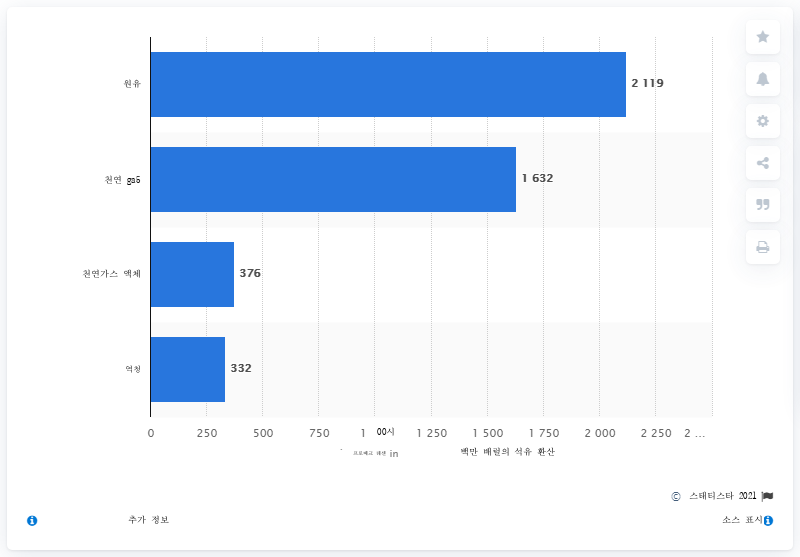 원유
2 119
천연 ga5
1 632
천연가스 액체
376
역청
332
0 250 500 750 1 00시 1 250 1 500 1 750 2 000 2 250 2 ...
in 백만 배럴의 석유 환산
© 스태티스타 2021
추가 정보 소스 표시